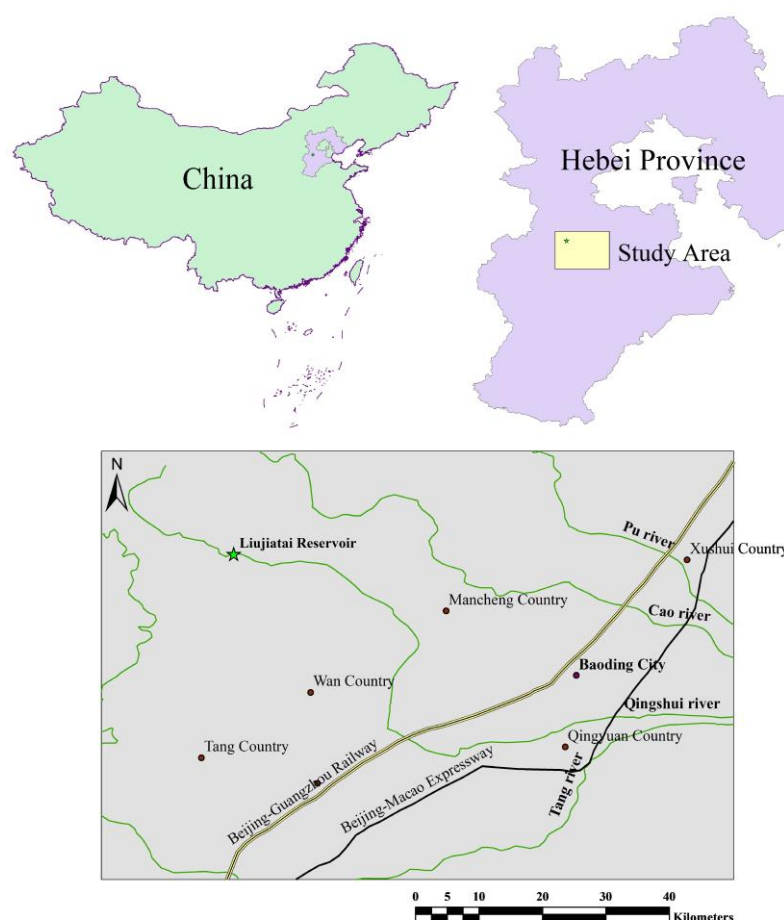 China
Hebei Province
Study Area
N
Liujiatai Reservoir
Pu river
Xushui Country
Mancheng Country
Cao river
Baoding City
Wan Country
Qingshui river
Tang Country
Qingyuan Country
Beijing-Guangzhou Railway
Beijing-Macao Expressway
Tang river
0 5 10 20 30 40
Kilometers